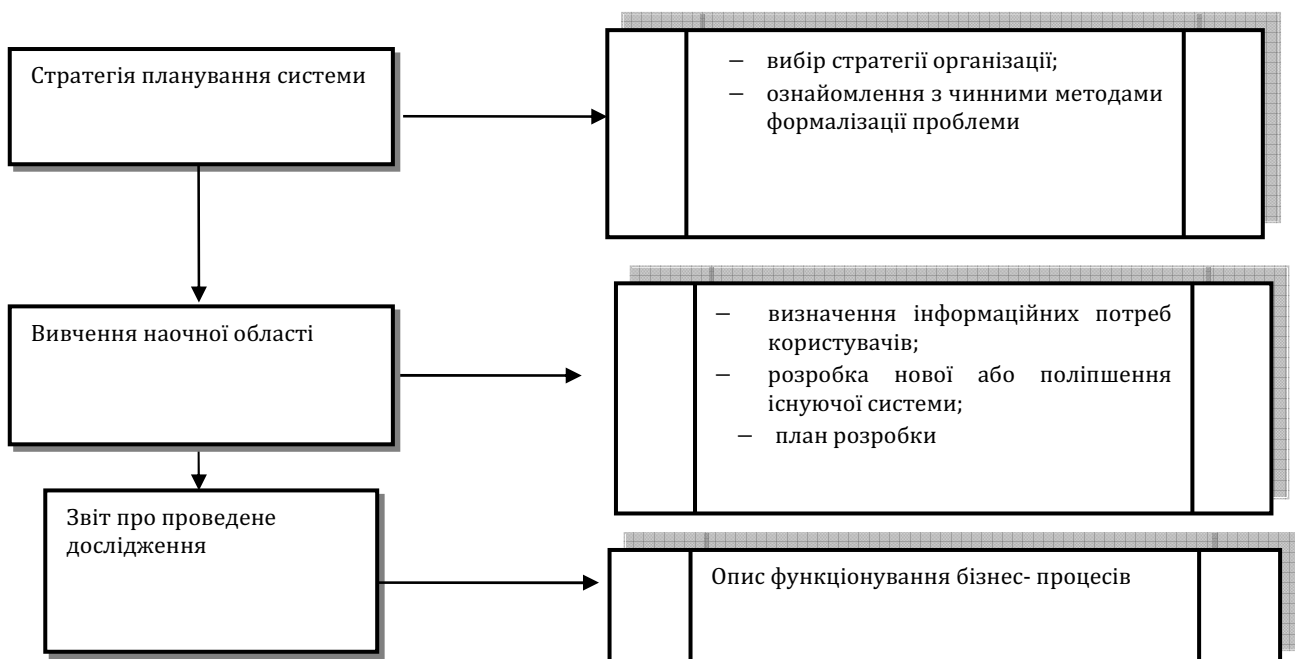 Стратегія планування системи
– вибір стратегії організації;
– ознайомлення з чинними методами
формалізації проблеми
Вивчення наочної області
– визначення інформаційних потреб
користувачів;
– розробка нової або поліпшення
існуючої системи;
– план розробки
Звіт про проведене
дослідження
Опис функціонування бізнес- процесів